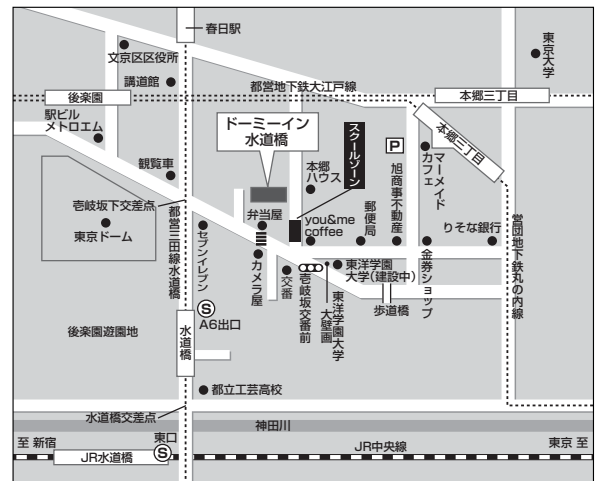 春日駅
文京区区役所
講道館
都営地下鉄大江戸線
後楽園
本郷三丁目
東京大学
本郷三丁目
駅ビル
メトロエム
ドーミーイン
水道橋
スクールゾーン
P
マーメイド
カフェ
観覧車
本郷
ハウス
旭商事不動産
壱岐坂下交差点
東京ドーム
都営三田線水道橋
弁当屋
you&me
coffee
郵便局
りそな銀行
営団地下鉄丸の内線
セブンイレブン
カメラ屋
交番
壱岐坂交番前
大壁画
東洋学園大学
東洋学園
大学(建設中)
歩道橋
金券ショップ
S
A6出口
後楽園遊園地
水道橋
都立工芸高校
水道橋交差点
神田川
至 新宿
東口
S
JR水道橋
JR中央線
東京 至